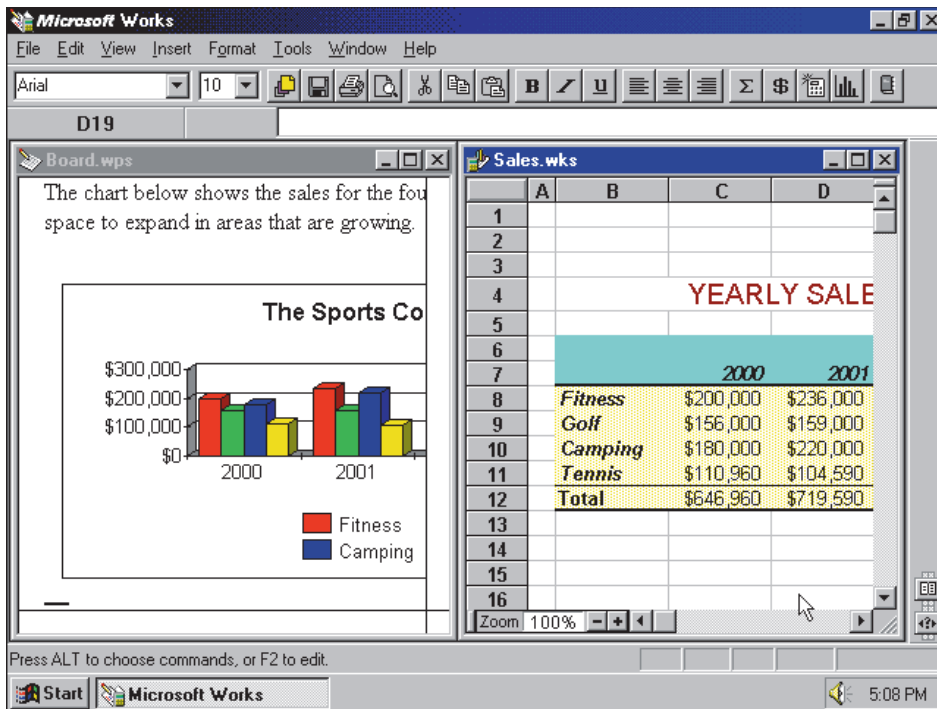 Microsoft Works
File Edit View Insert Format Tools Window Help
Arial 10 B I U Σ $
D19
Board.wps
The chart below shows the sales for the fou
space to expand in areas that are growing.
The Sports Co
$300,000
$200,000
$100,000
$0
2000 2001
Fitness
Camping
Sales.wks
A B C D
1
2
3
4 YEARLY SALE
5
6
7 2000 2001
8 Fitness $200,000 $236,000
9 Golf $156,000 $159,000
10 Camping $180,000 $220,000
11 Tennis $110,960 $104,590
12 Total $646,960 $719,590
13
14
15
16
Zoom 100%
Press ALT to choose commands, or F2 to edit.
Start Microsoft Works 5:08 PM